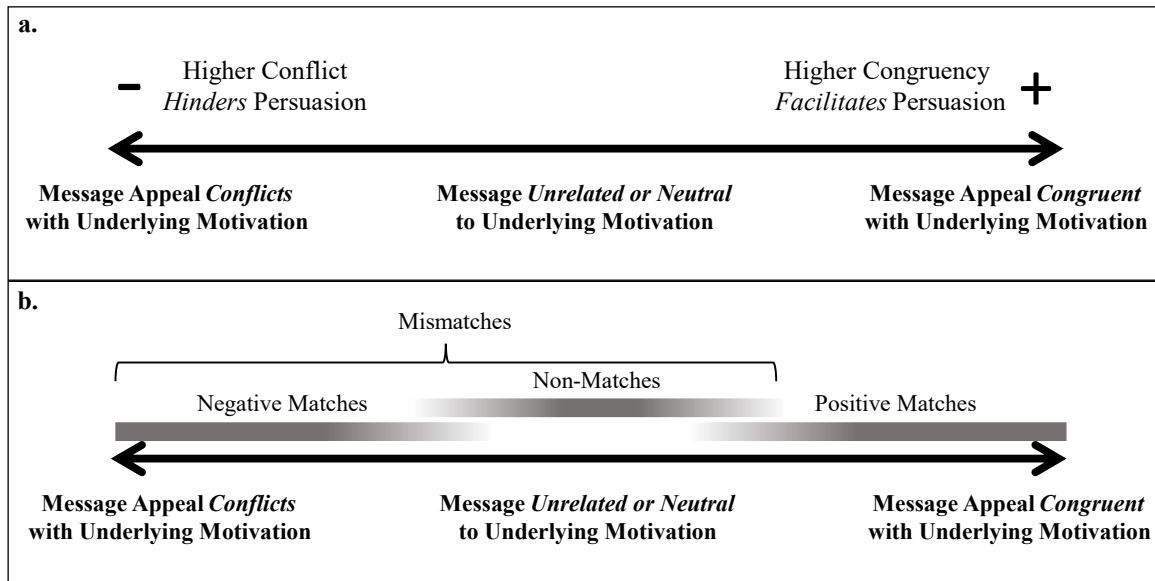 a.
− Higher Conflict
Hinders Persuasion
Higher Congruency +
Facilitates Persuasion
Message Appeal Conflicts
with Underlying Motivation
Message Unrelated or Neutral
to Underlying Motivation
Message Appeal Congruent
with Underlying Motivation
b.
Mismatches
Non-Matches
Negative Matches
Positive Matches
Message Appeal Conflicts
with Underlying Motivation
Message Unrelated or Neutral
to Underlying Motivation
Message Appeal Congruent
with Underlying Motivation